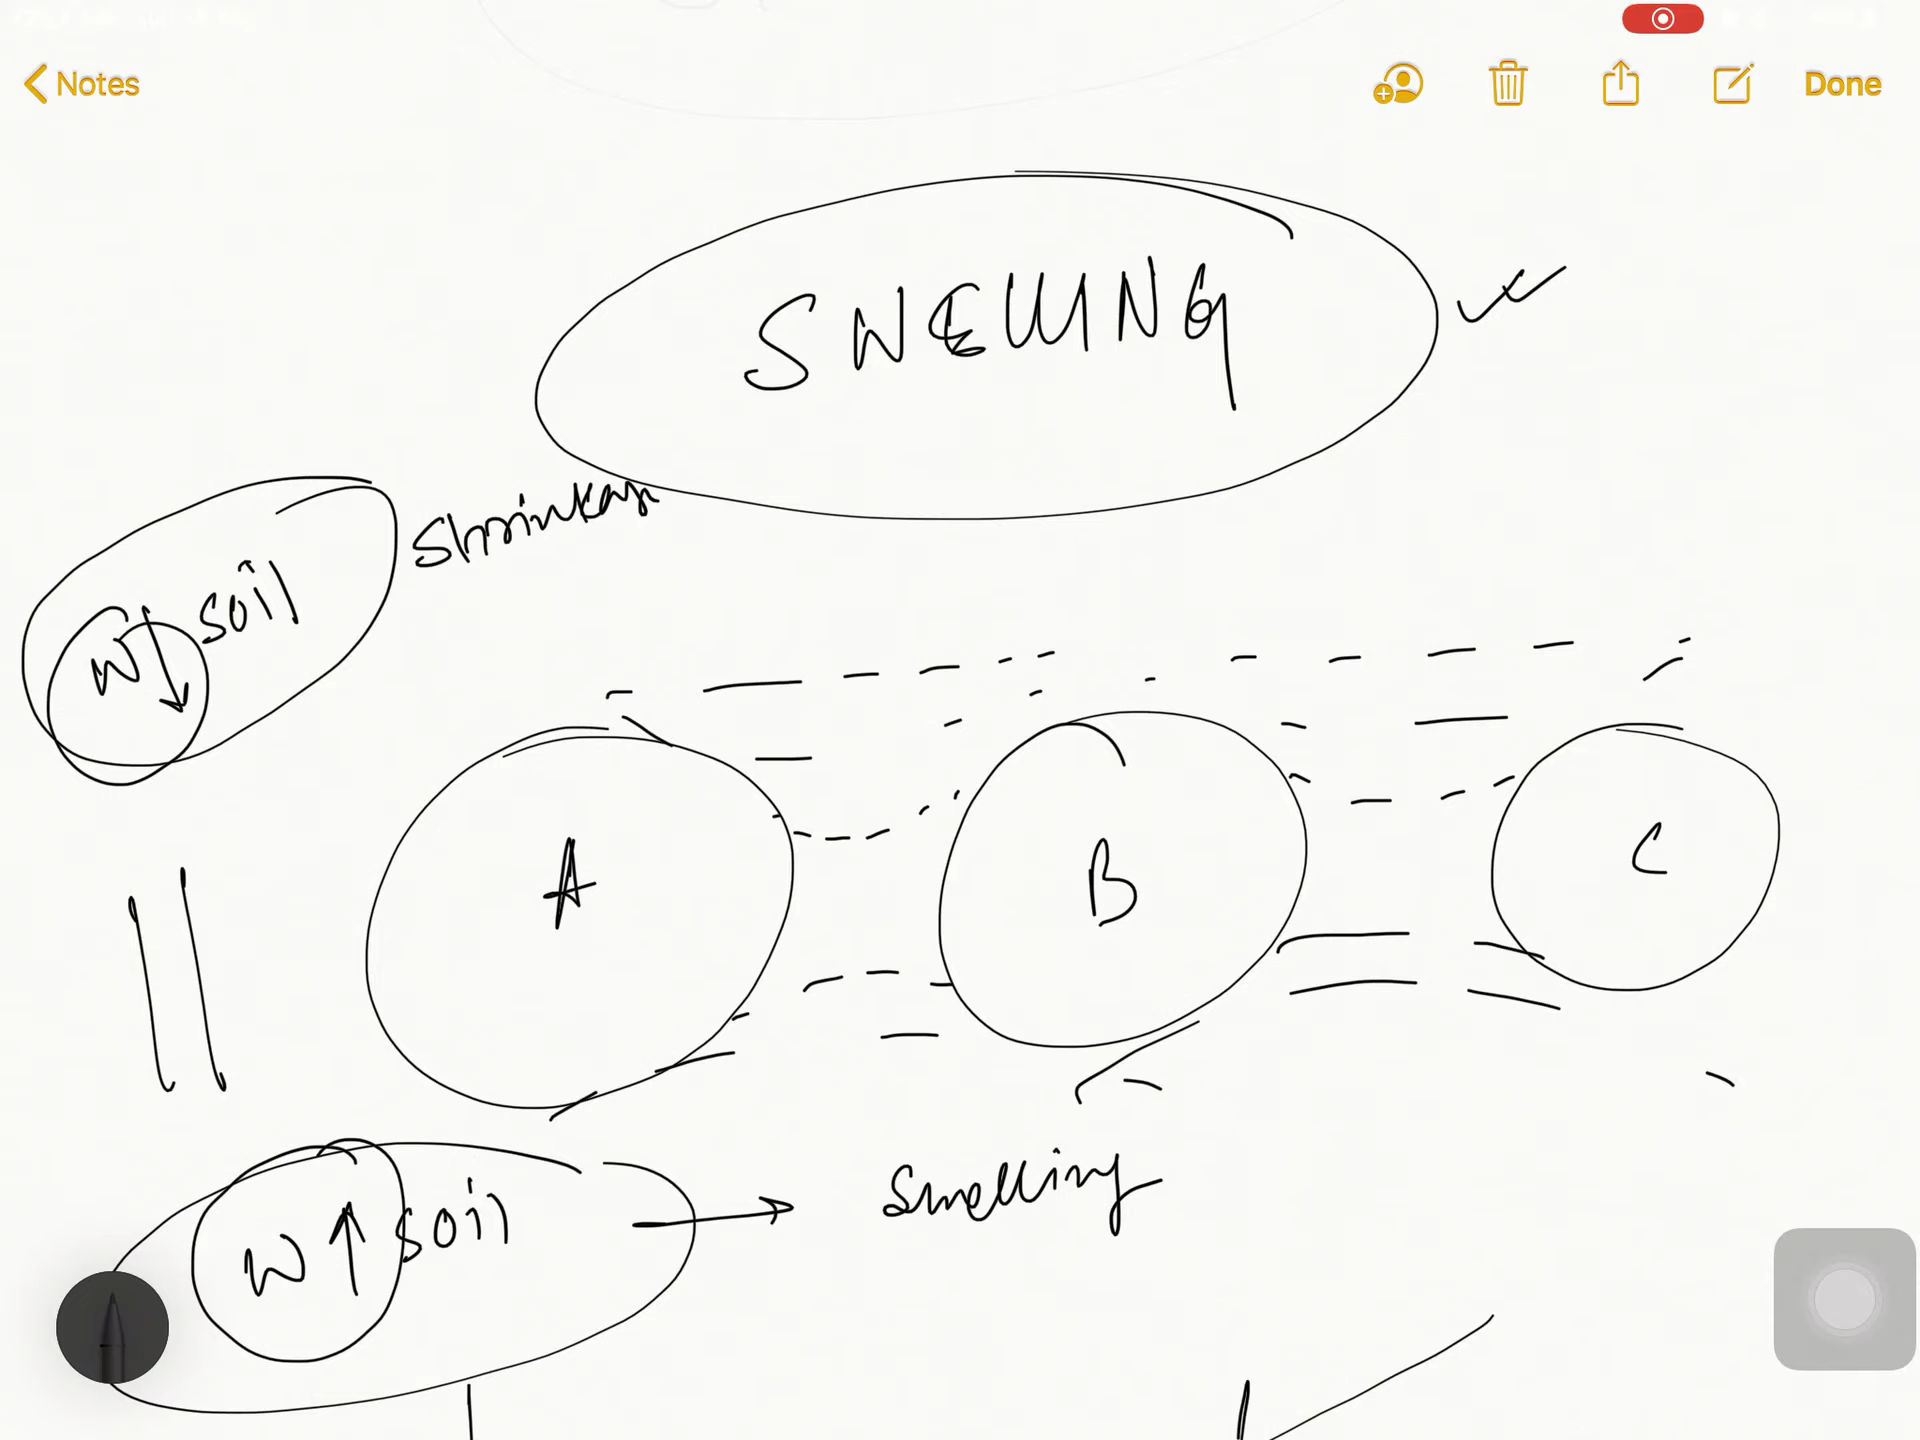 Notes
Done
SWELLING
Shrinkage
W↓ soil
A
B
C
W↑ soil → Swelling